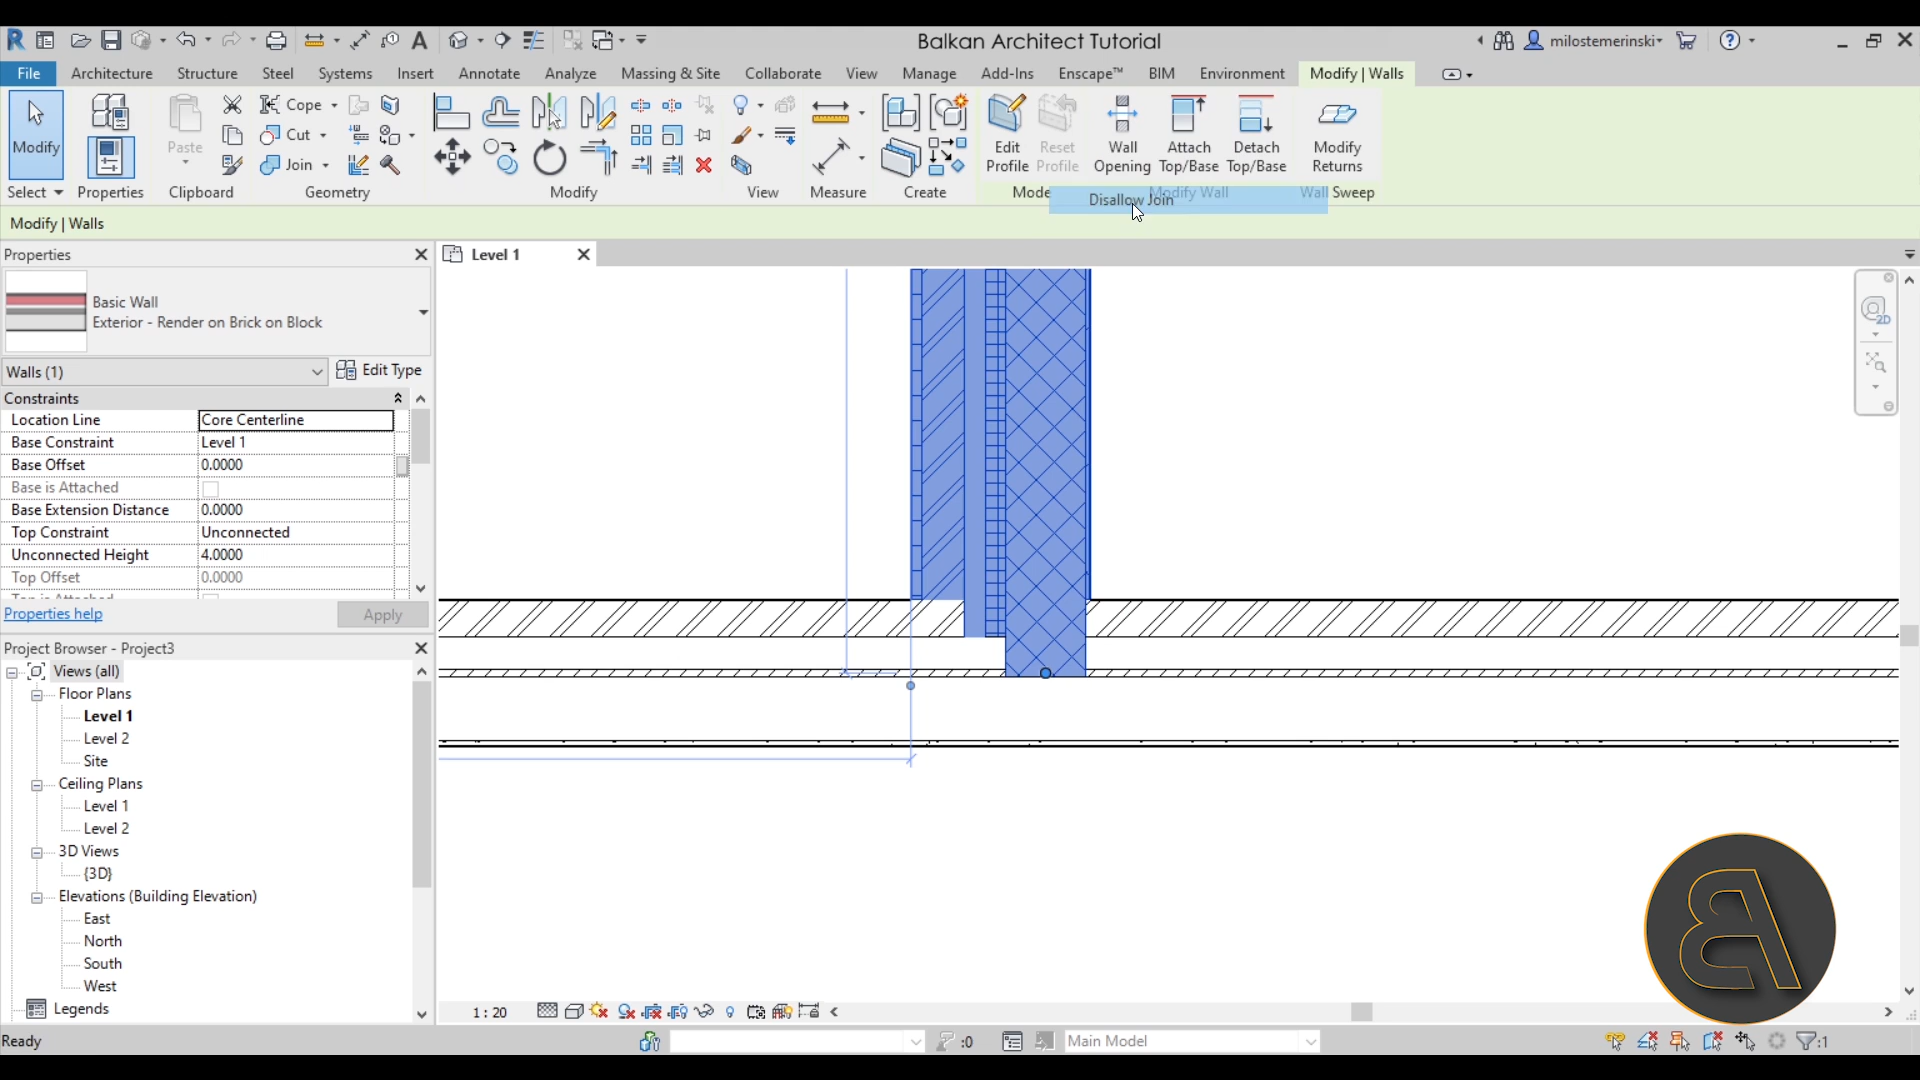 Balkan Architect Tutorial
milostemerinski
File Architecture Structure Steel Systems Insert Annotate Analyze Massing & Site Collaborate View Manage Add-Ins Enscape™ BIM Environment Modify | Walls
Modify
Select
Properties
Paste
Clipboard
Cope
Cut
Join
Geometry
Modify
View
Measure
Create
Edit Profile
Reset Profile
Mode
Wall Opening
Attach Top/Base
Detach Top/Base
Modify Wall
Modify Returns
Wall Sweep
Disallow Join
Modify | Walls
Properties
Basic Wall
Exterior - Render on Brick on Block
Walls (1)
Edit Type
Constraints
Location Line Core Centerline
Base Constraint Level 1
Base Offset 0.0000
Base is Attached
Base Extension Distance 0.0000
Top Constraint Unconnected
Unconnected Height 4.0000
Top Offset 0.0000
Properties help
Apply
Project Browser - Project3
Views (all)
Floor Plans
Level 1
Level 2
Site
Ceiling Plans
Level 1
Level 2
3D Views
{3D}
Elevations (Building Elevation)
East
North
South
West
Legends
Level 1
2D
1 : 20
Ready
:0
Main Model
:1